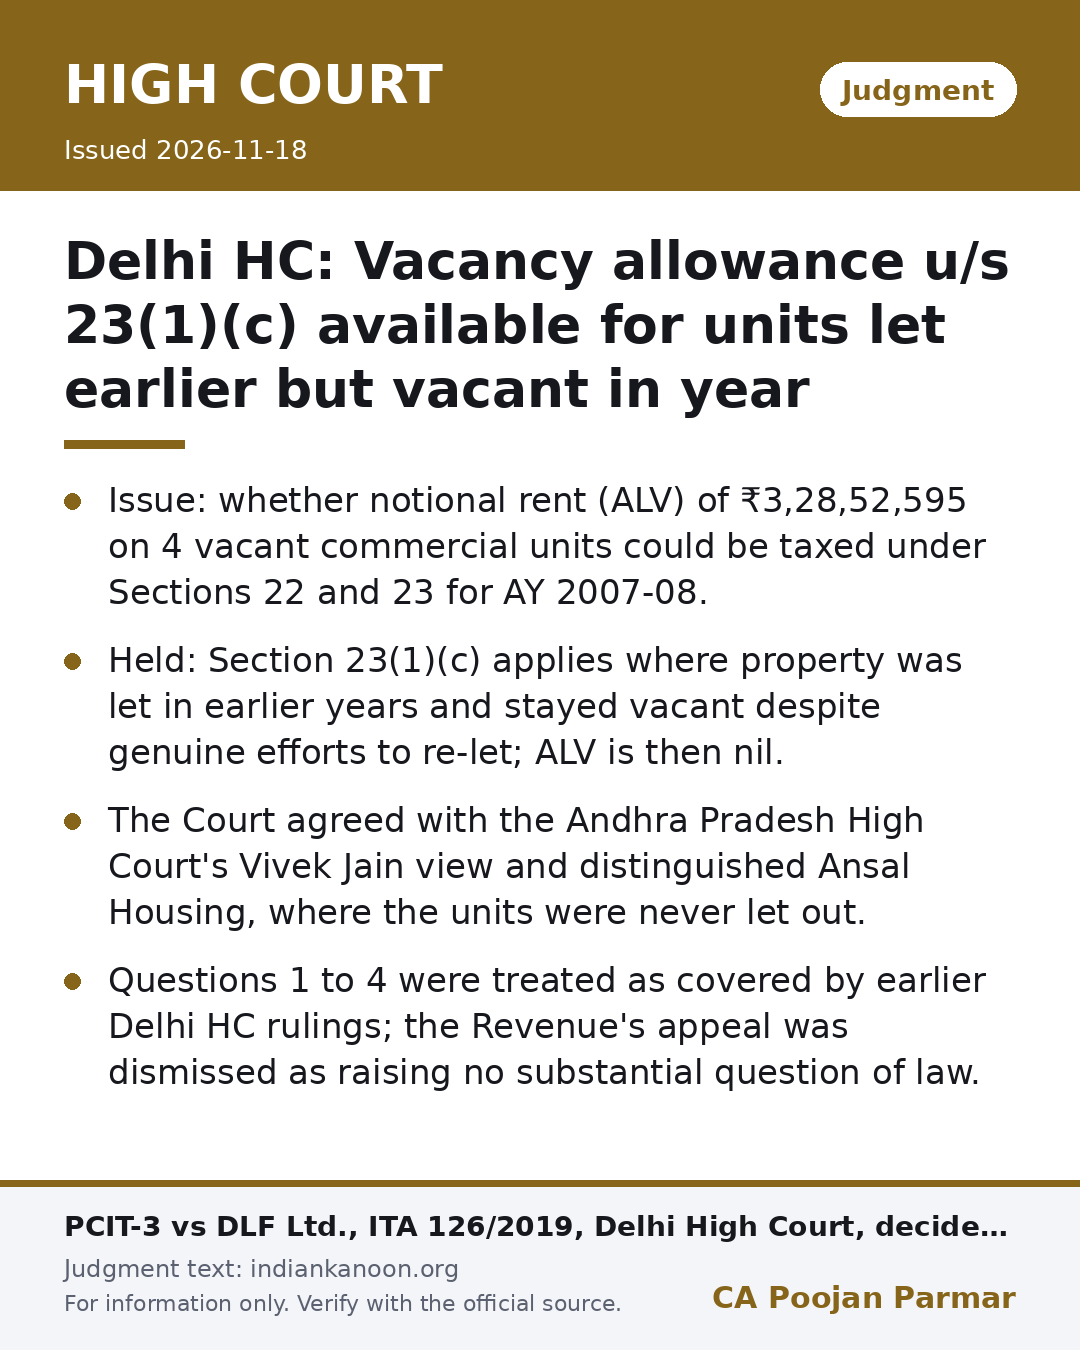 HIGH COURT
Judgment
Issued 2026-11-18
Delhi HC: Vacancy allowance u/s
23(1)(c) available for units let
earlier but vacant in year
Issue: whether notional rent (ALV) of ₹3,28,52,595
on 4 vacant commercial units could be taxed under
Sections 22 and 23 for AY 2007-08.
Held: Section 23(1)(c) applies where property was
let in earlier years and stayed vacant despite
genuine efforts to re-let; ALV is then nil.
The Court agreed with the Andhra Pradesh High
Court's Vivek Jain view and distinguished Ansal
Housing, where the units were never let out.
Questions 1 to 4 were treated as covered by earlier
Delhi HC rulings; the Revenue's appeal was
dismissed as raising no substantial question of law.
PCIT-3 vs DLF Ltd., ITA 126/2019, Delhi High Court, decide…
Judgment text: indiankanoon.org
For information only. Verify with the official source.
CA Poojan Parmar